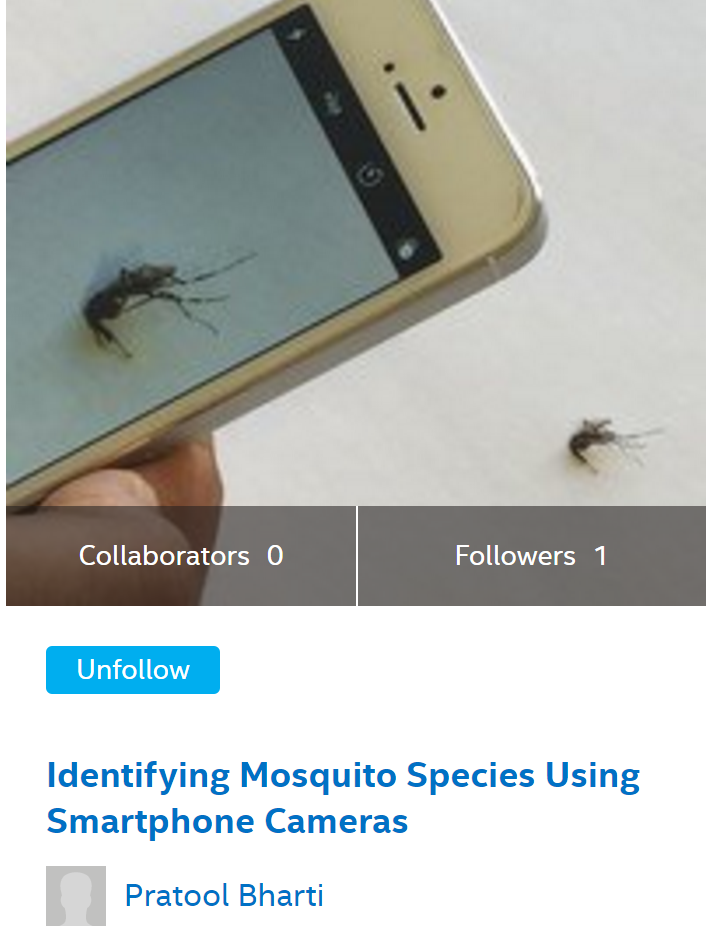 Collaborators 0
Followers 1
Unfollow
Identifying Mosquito Species Using
Smartphone Cameras
Pratool Bharti